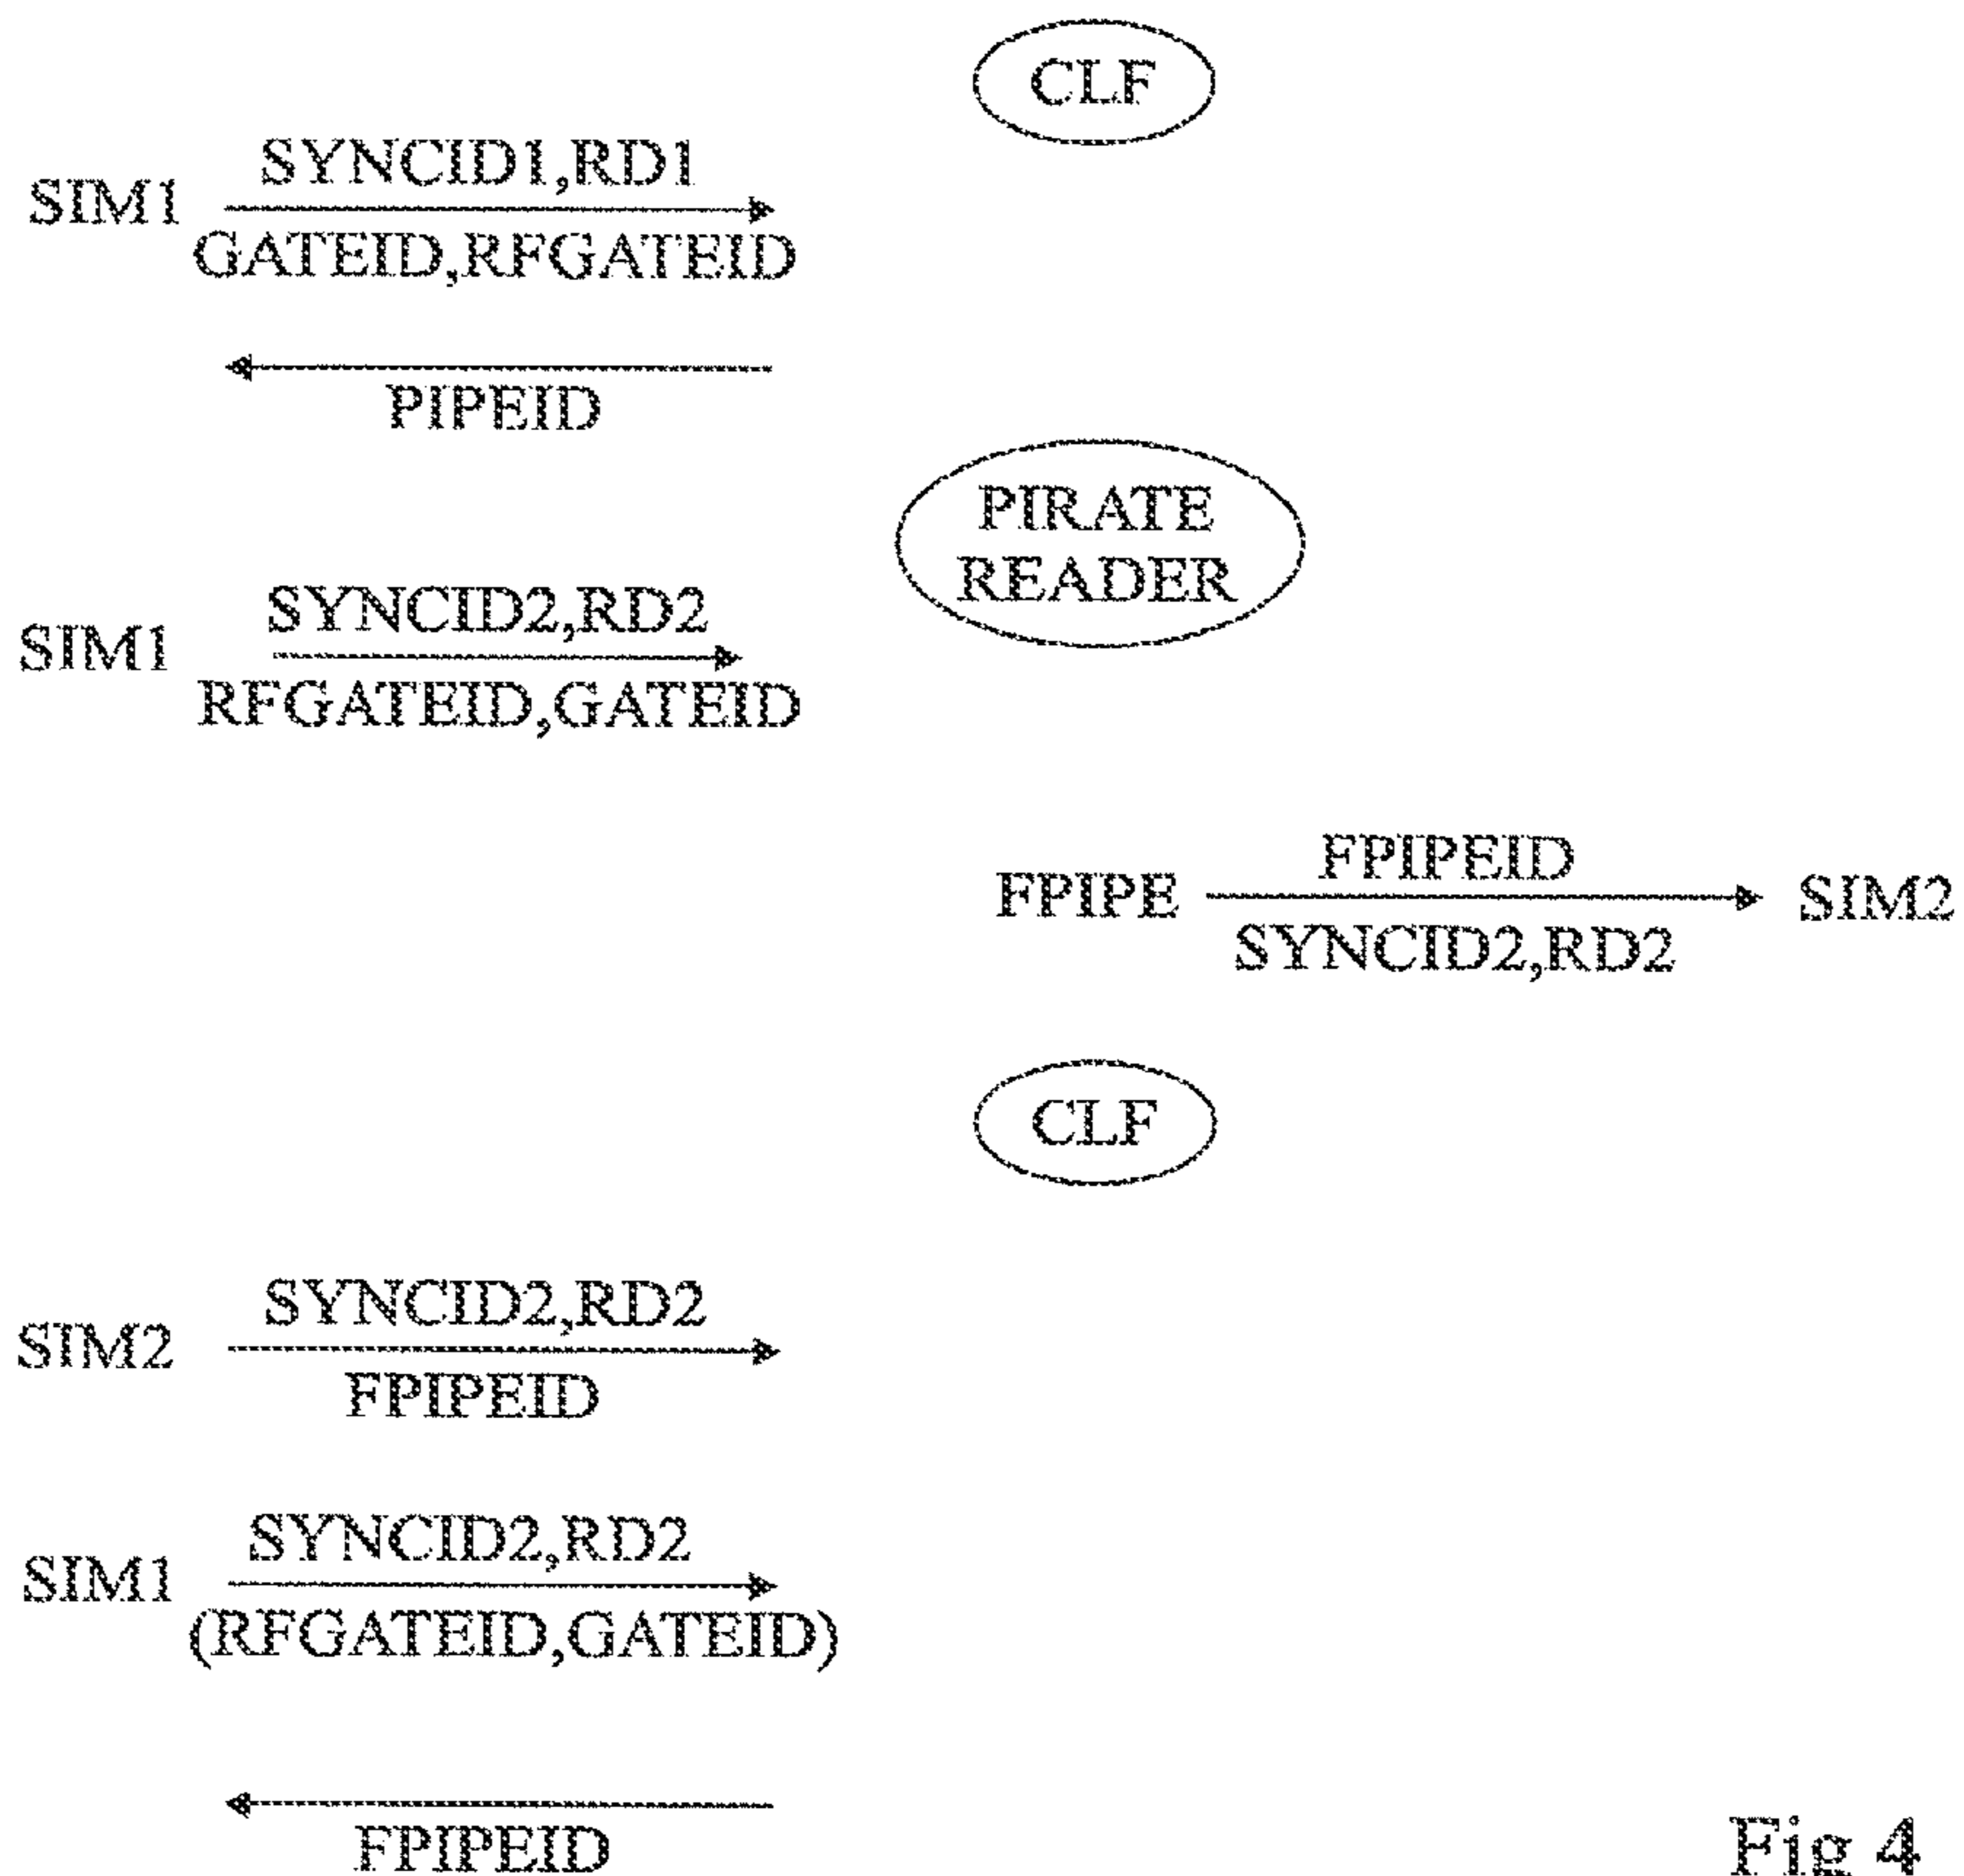 CLF
SYNCID1,RD1
SIM1
GATEID,RFGATEID
PIPEID
PIRATE
READER
SYNCID2,RD2
SIM1
RFGATEID,GATEID
FPIPEID
FPIPE
SIM2
SYNCID2,RD2
CLF
SYNCID2,RD2
SIM2
FPIPEID
SYNCID2,RD2
SIM1
(RFGATEID,GATEID)
FPIPEID
Fig 4